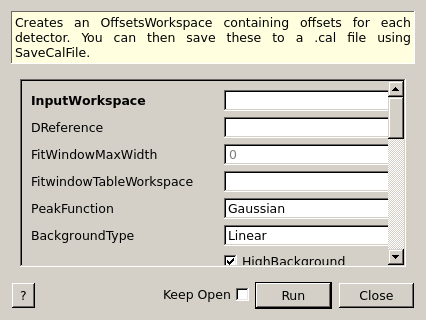 Creates an OffsetsWorkspace containing offsets for each
detector. You can then save these to a .cal file using
SaveCalFile.
InputWorkspace
DReference
FitWindowMaxWidth 0
FitwindowTableWorkspace
PeakFunction Gaussian
BackgroundType Linear
HighBackground
? Keep Open Run Close